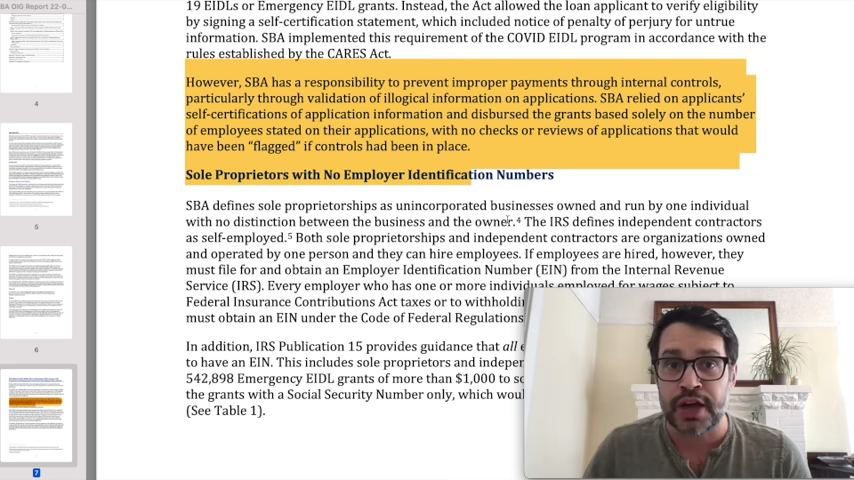 BA OIG Report 22-0...
19 EIDLs or Emergency EIDL grants. Instead, the Act allowed the loan applicant to verify eligibility
by signing a self-certification statement, which included notice of penalty of perjury for untrue
information. SBA implemented this requirement of the COVID EIDL program in accordance with the
rules established by the CARES Act.
However, SBA has a responsibility to prevent improper payments through internal controls,
particularly through validation of illogical information on applications. SBA relied on applicants’
self-certifications of application information and disbursed the grants based solely on the number
of employees stated on their applications, with no checks or reviews of applications that would
have been “flagged” if controls had been in place.
Sole Proprietors with No Employer Identification Numbers
SBA defines sole proprietorships as unincorporated businesses owned and run by one individual
with no distinction between the business and the owner.⁴ The IRS defines independent contractors
as self-employed.⁵ Both sole proprietorships and independent contractors are organizations owned
and operated by one person and they can hire employees. If employees are hired, however, they
must file for and obtain an Employer Identification Number (EIN) from the Internal Revenue
Service (IRS). Every employer who has one or more individuals employed for wages subject to
Federal Insurance Contributions Act taxes or to withholdin
must obtain an EIN under the Code of Federal Regulations
In addition, IRS Publication 15 provides guidance that all e
to have an EIN. This includes sole proprietors and indepen
542,898 Emergency EIDL grants of more than $1,000 to so
the grants with a Social Security Number only, which wou
(See Table 1).
4
5
6
7